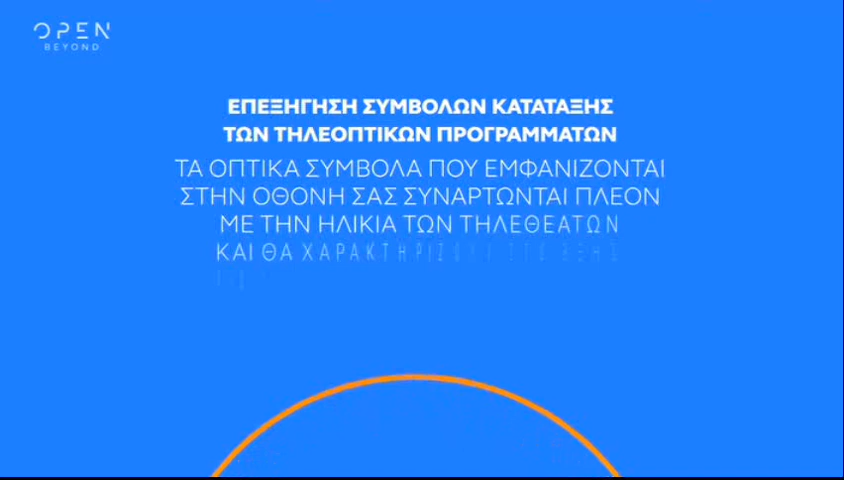 OPEN
BEYOND
ΕΠΕΞΗΓΗΣΗ ΣΥΜΒΟΛΩΝ ΚΑΤΑΤΑΞΗΣ
ΤΩΝ ΤΗΛΕΟΠΤΙΚΩΝ ΠΡΟΓΡΑΜΜΑΤΩΝ
ΤΑ ΟΠΤΙΚΑ ΣΥΜΒΟΛΑ ΠΟΥ ΕΜΦΑΝΙΖΟΝΤΑΙ
ΣΤΗΝ ΟΘΟΝΗ ΣΑΣ ΣΥΝΑΡΤΩΝΤΑΙ ΠΛΕΟΝ
ΜΕ ΤΗΝ ΗΛΙΚΙΑ ΤΩΝ ΤΗΛΕΘΕΑΤΩΝ
ΚΑΙ ΘΑ